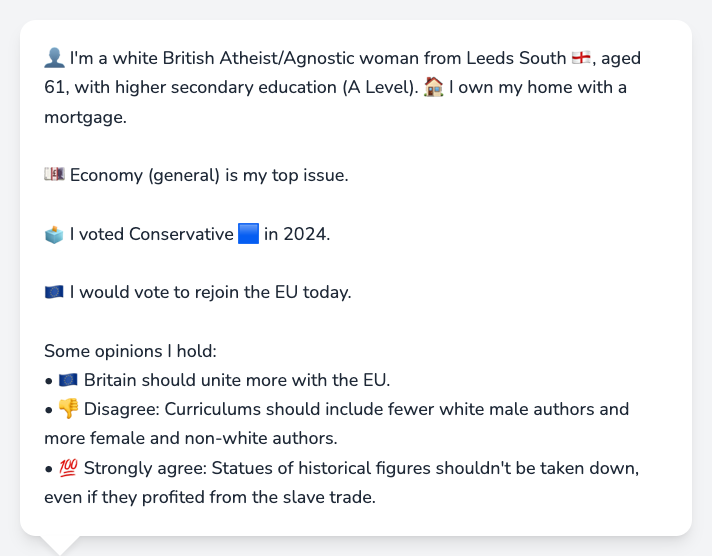 👤 I'm a white British Atheist/Agnostic woman from Leeds South 🏴󠁧󠁢󠁥󠁮󠁧󠁿, aged
61, with higher secondary education (A Level). 🏠 I own my home with a
mortgage.
💷 Economy (general) is my top issue.
🗳️ I voted Conservative 🟦 in 2024.
🇪🇺 I would vote to rejoin the EU today.
Some opinions I hold:
• 🇪🇺 Britain should unite more with the EU.
• 👎 Disagree: Curriculums should include fewer white male authors and
more female and non-white authors.
• 💯 Strongly agree: Statues of historical figures shouldn't be taken down,
even if they profited from the slave trade.